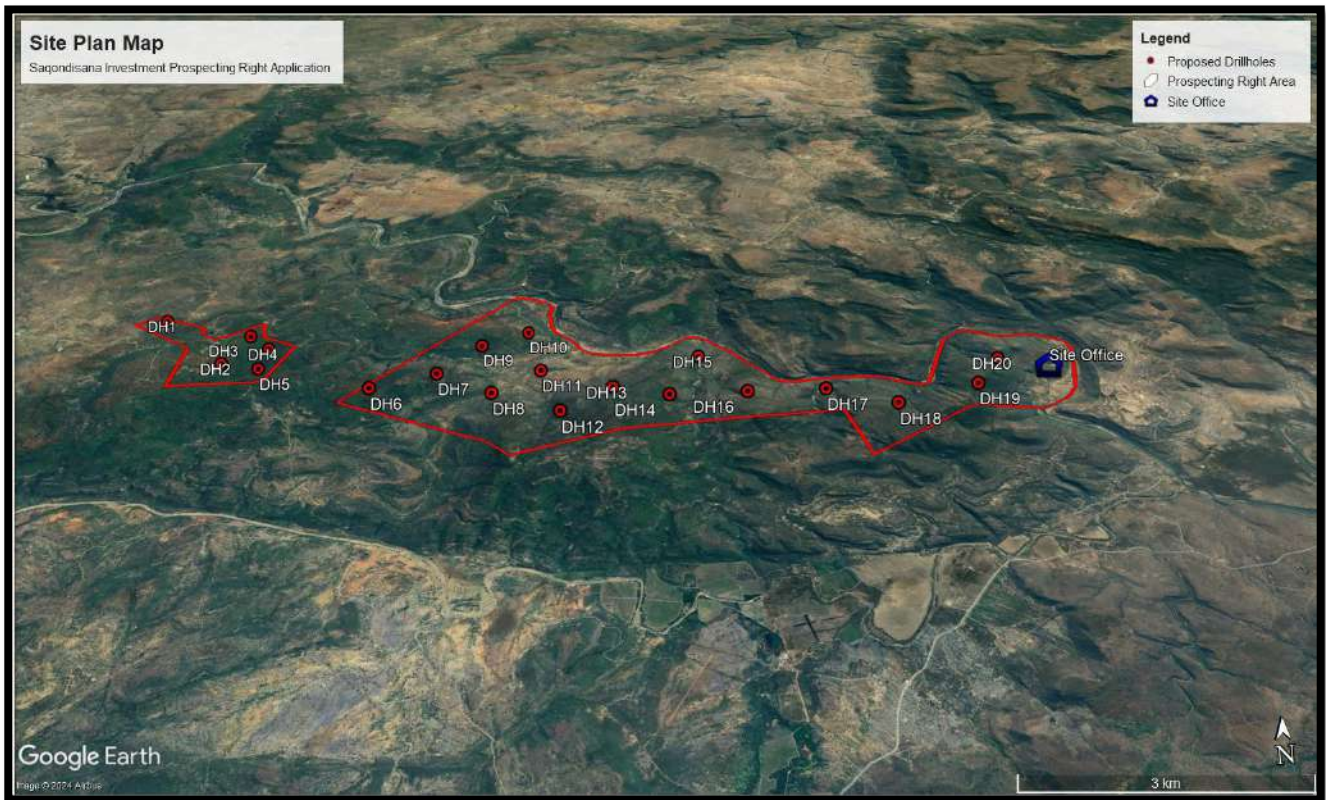 Site Plan Map
Saqondisana Investment Prospecting Right Application
Legend
Proposed Drillholes
Prospecting Right Area
Site Office
DH1
DH3
DH4
DH2
DH5
DH6
DH7
DH9
DH10
DH8
DH11
DH12
DH13
DH14
DH15
DH16
DH17
DH18
DH20
DH19
Site Office
Google Earth
Image © 2024 Airbus
N
3 km